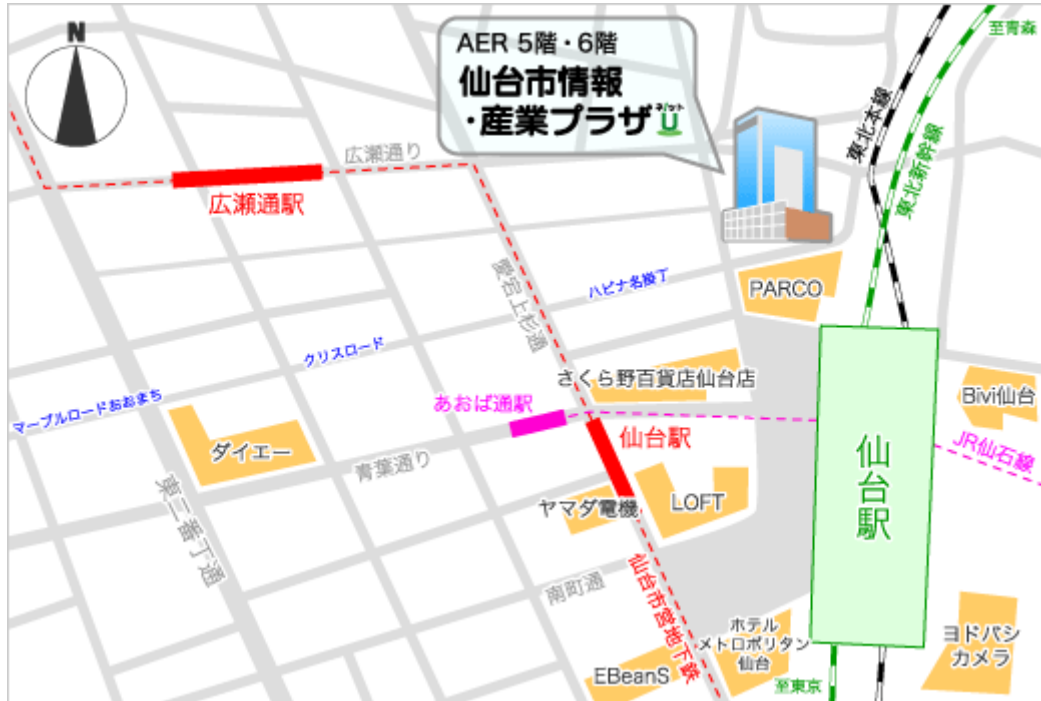 N
AER 5階・6階
仙台市情報
・産業プラザ
ネットU
至青森
東北本線
東北新幹線
広瀬通り
広瀬通駅
愛宕上杉通
ハピナ名掛丁
PARCO
クリスロード
さくら野百貨店仙台店
マーブルロードおおまち
あおば通駅
Bivi仙台
ダイエー
仙台駅
JR仙石線
青葉通り
仙台駅
ヤマダ電機
LOFT
東二番丁通
南町通
仙台市営地下鉄
ホテル
メトロポリタン
仙台
ヨドバシ
カメラ
EBeanS
至東京